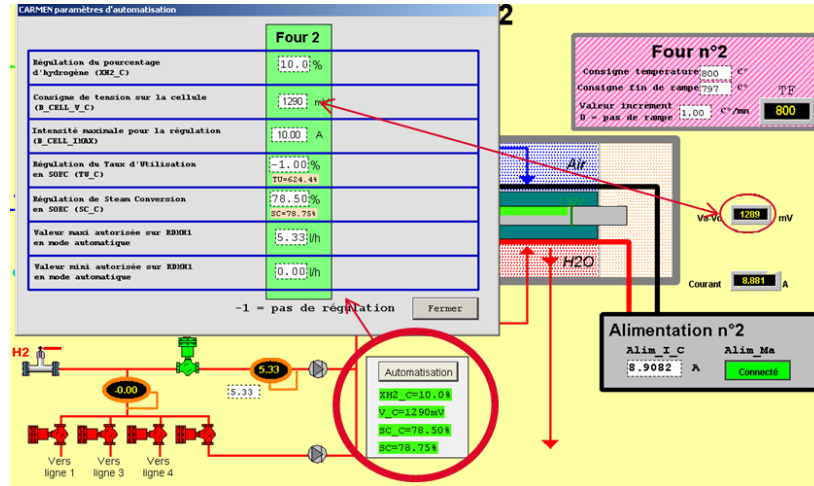 CARMEN paramètres d'automatisation
2
Four 2
Régulation du pourcentage
d'hydrogène (XH2_C)
10.0 %
Consigne de tension sur la cellule
(B_CELL_V_C)
1290 mV
Intensité maximale pour la régulation
(B_CELL_IMAX)
10.00 A
Régulation du Taux d'Utilisation
en SOFC (TU_C)
-1.00 %
TU=624.4%
Régulation de Steam Conversion
en SOEC (SC_C)
78.50 %
SC=78.75%
Valeur maxi autorisée sur RDMH1
en mode automatique
5.33 l/h
Valeur mini autorisée sur RDMH1
en mode automatique
0.00 l/h
-1 = pas de régulation
Fermer
Four n°2
Consigne température 800 C°
Consigne fin de rampe 797 C°
Valeur incrément
0 = pas de rampe 1.00 C°/mn
TF
800
Air
H2O
1289 mV
Courant 8.881 A
Alimentation n°2
Alim_I_C Alim_Ma
8.9082 A Connecté
H2
-0.00
5.33
5.33
Automatisation
XH2_C=10.0%
V_C=1290mV
SC_C=78.50%
SC=78.75%
Vers
ligne 1
Vers
ligne 3
Vers
ligne 4